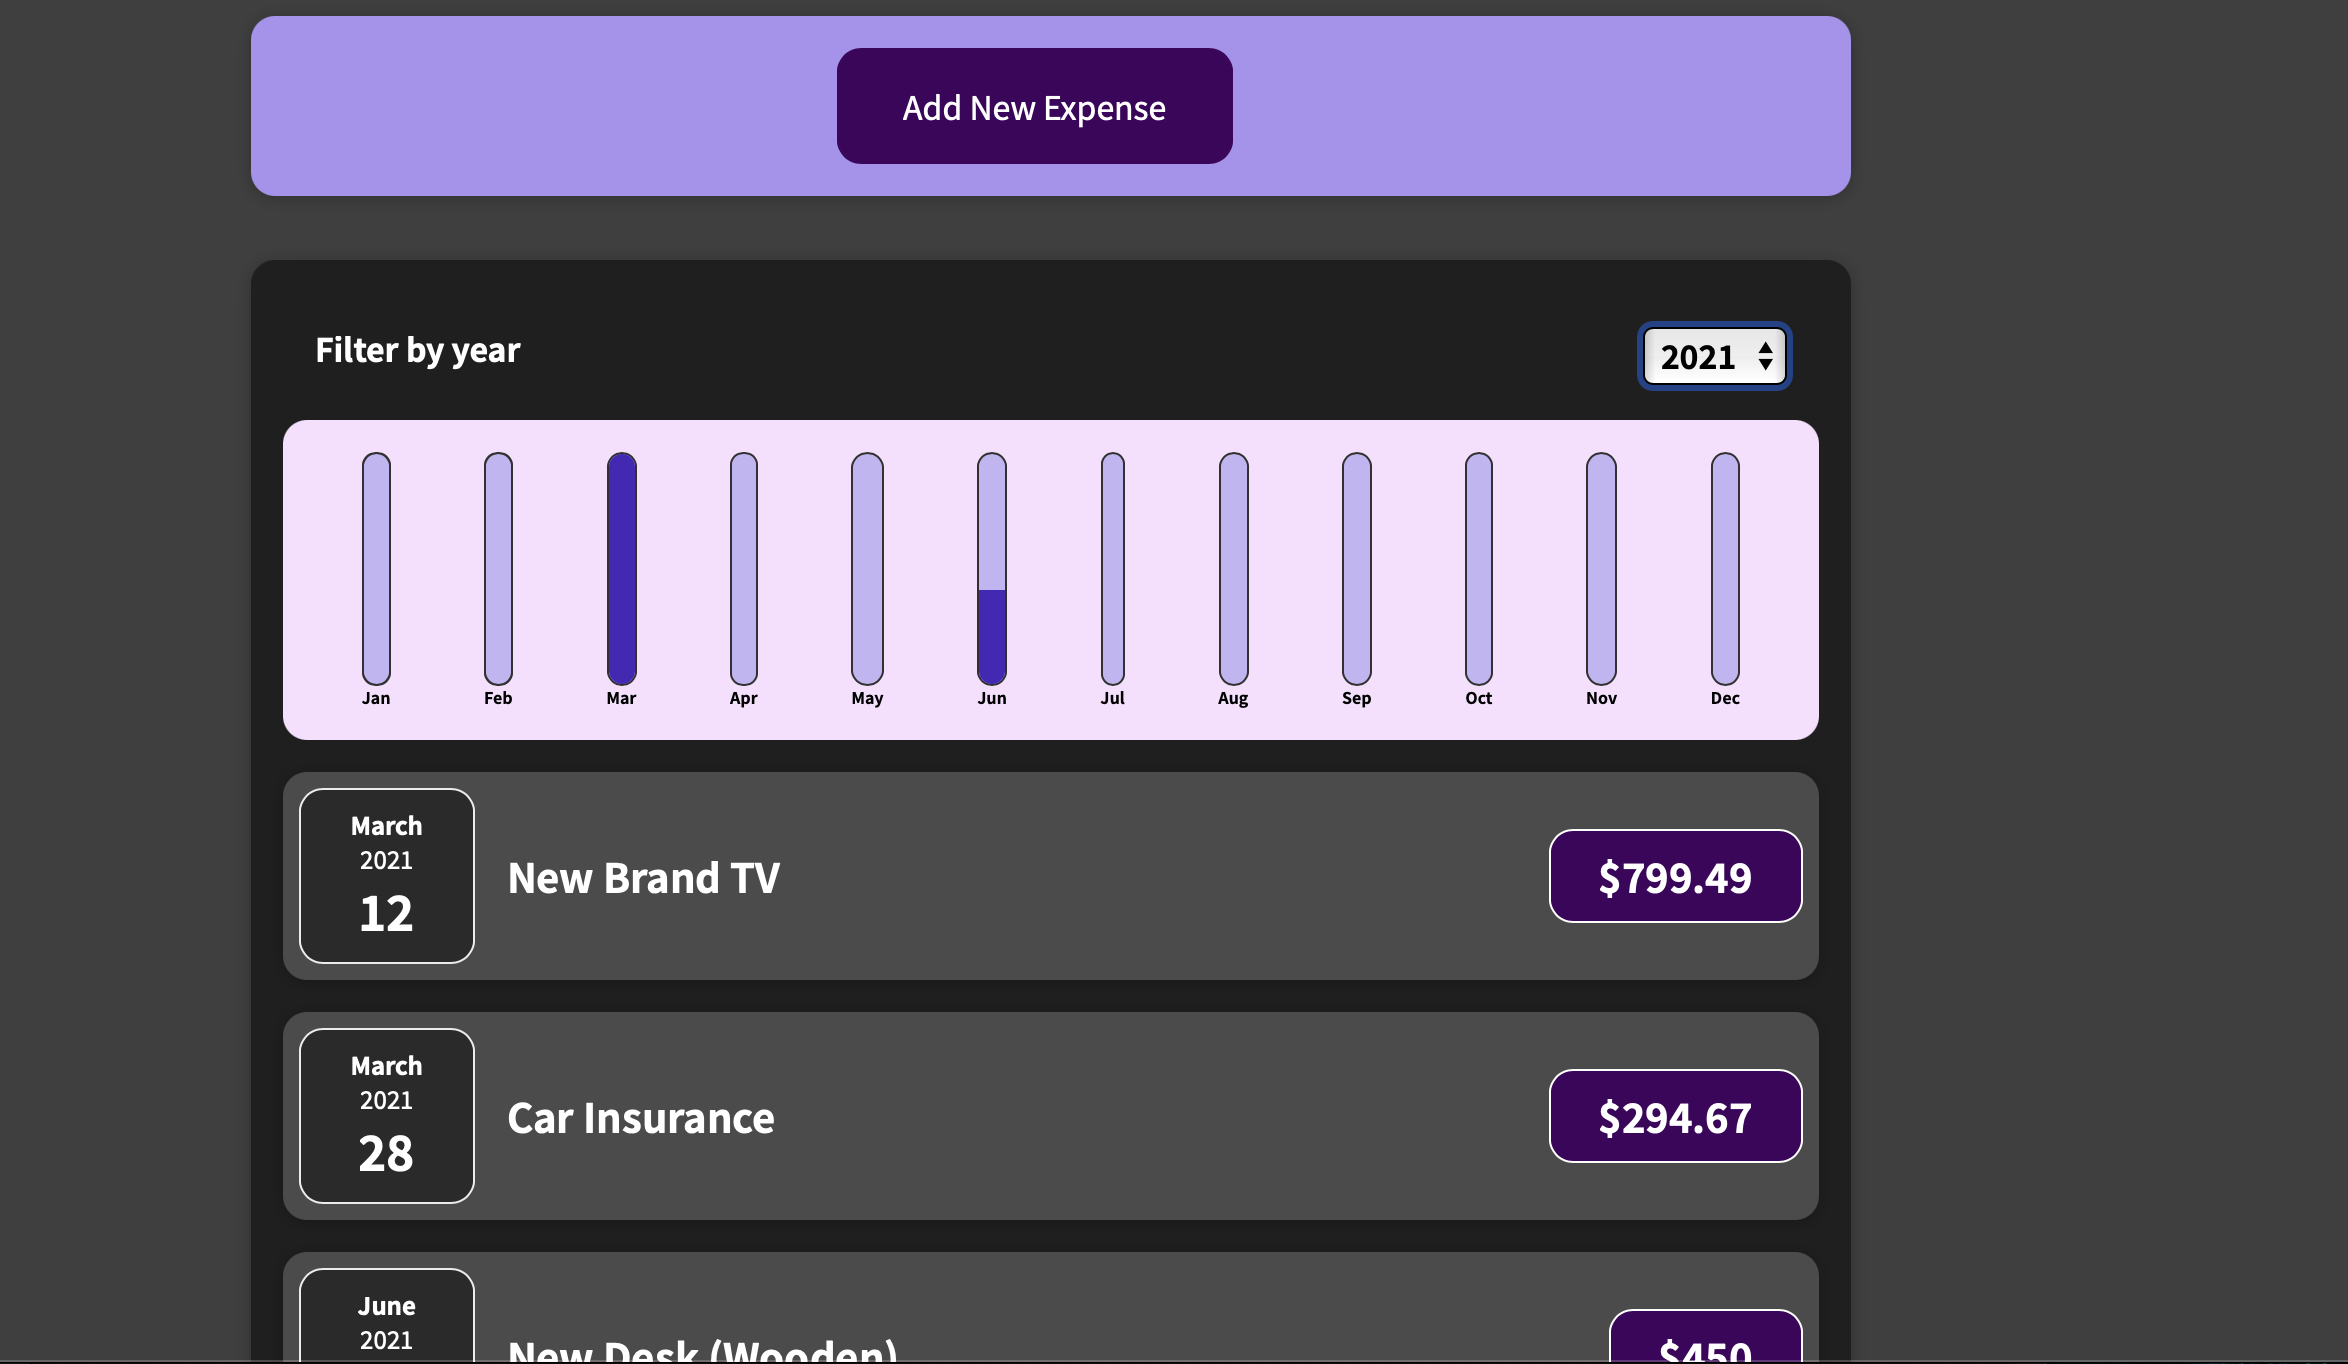 Add New Expense
Filter by year
2021
Jan Feb Mar Apr May Jun Jul Aug Sep Oct Nov Dec
March
2021
12
New Brand TV
$799.49
March
2021
28
Car Insurance
$294.67
June
2021
New Desk (Wooden)
$450